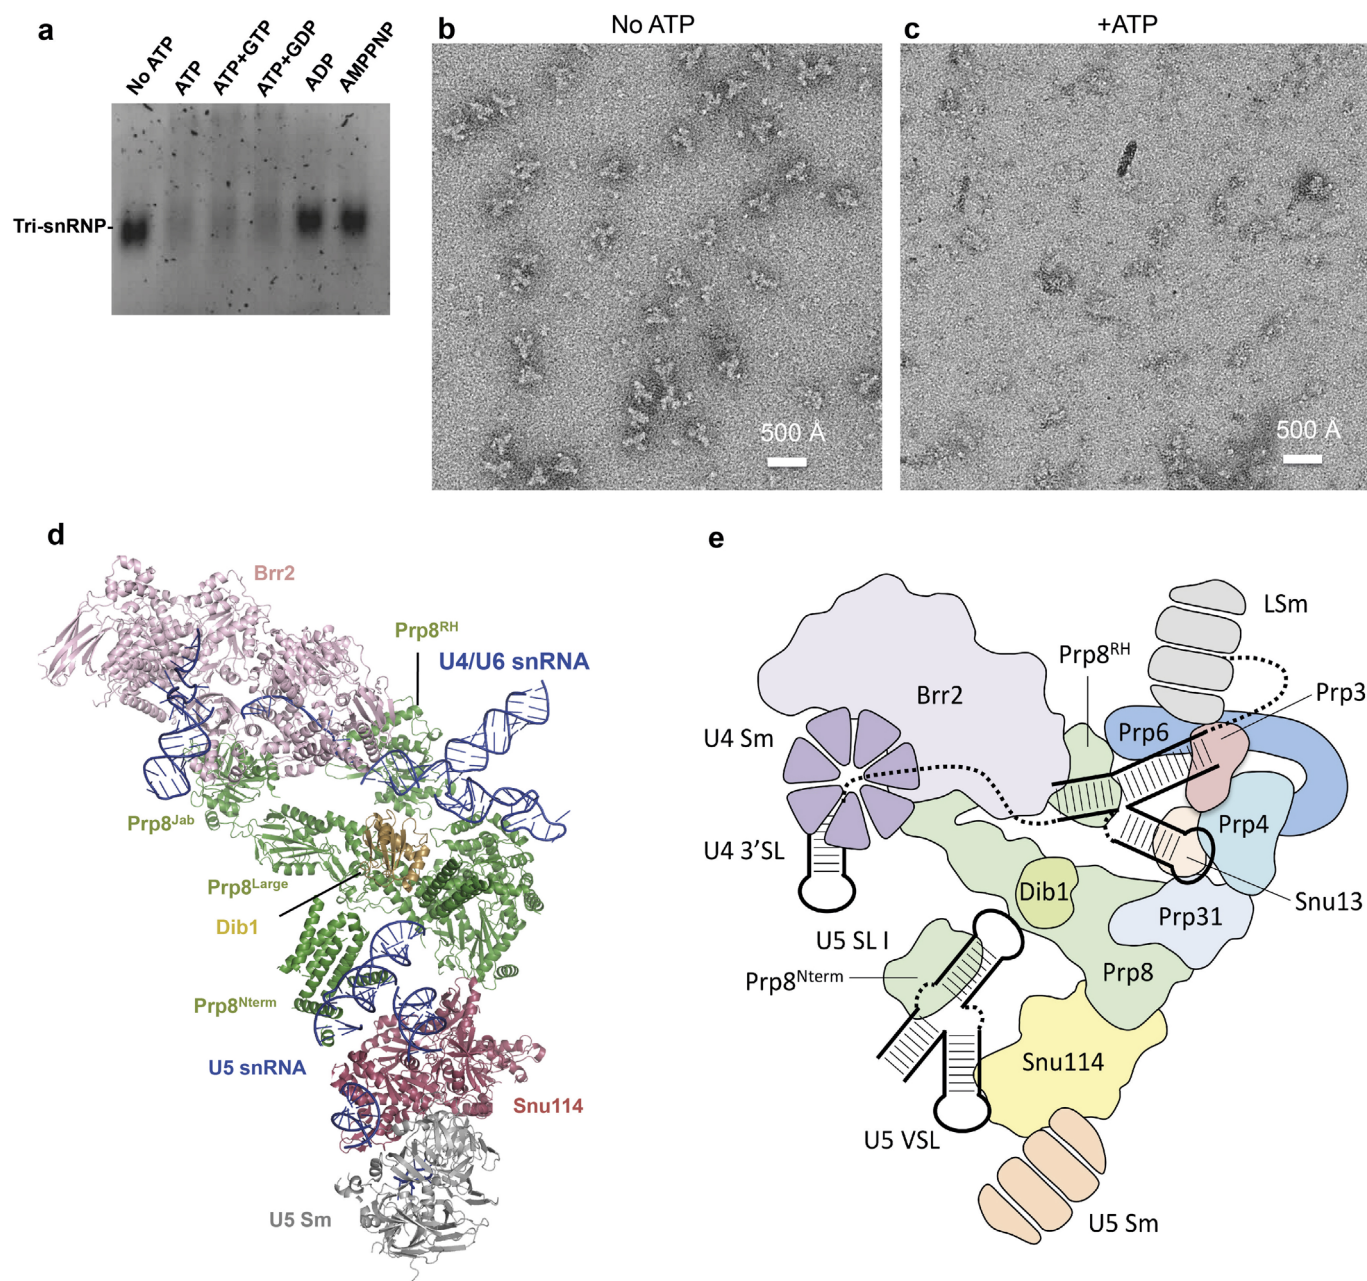 a
No ATP
ATP
ATP+GTP
ATP+GDP
ADP
AMPPNP
Tri-snRNP-
b
No ATP
500 Å
c
+ATP
500 Å
d
Brr2
Prp8RH
U4/U6 snRNA
Prp8Jab
Prp8Large
Dib1
Prp8Nterm
U5 snRNA
Snu114
U5 Sm
e
LSm
Prp8RH
Prp3
Brr2
U4 Sm
Prp6
Prp4
U4 3'SL
Dib1
Snu13
Prp31
U5 SL I
Prp8Nterm
Prp8
Snu114
U5 VSL
U5 Sm